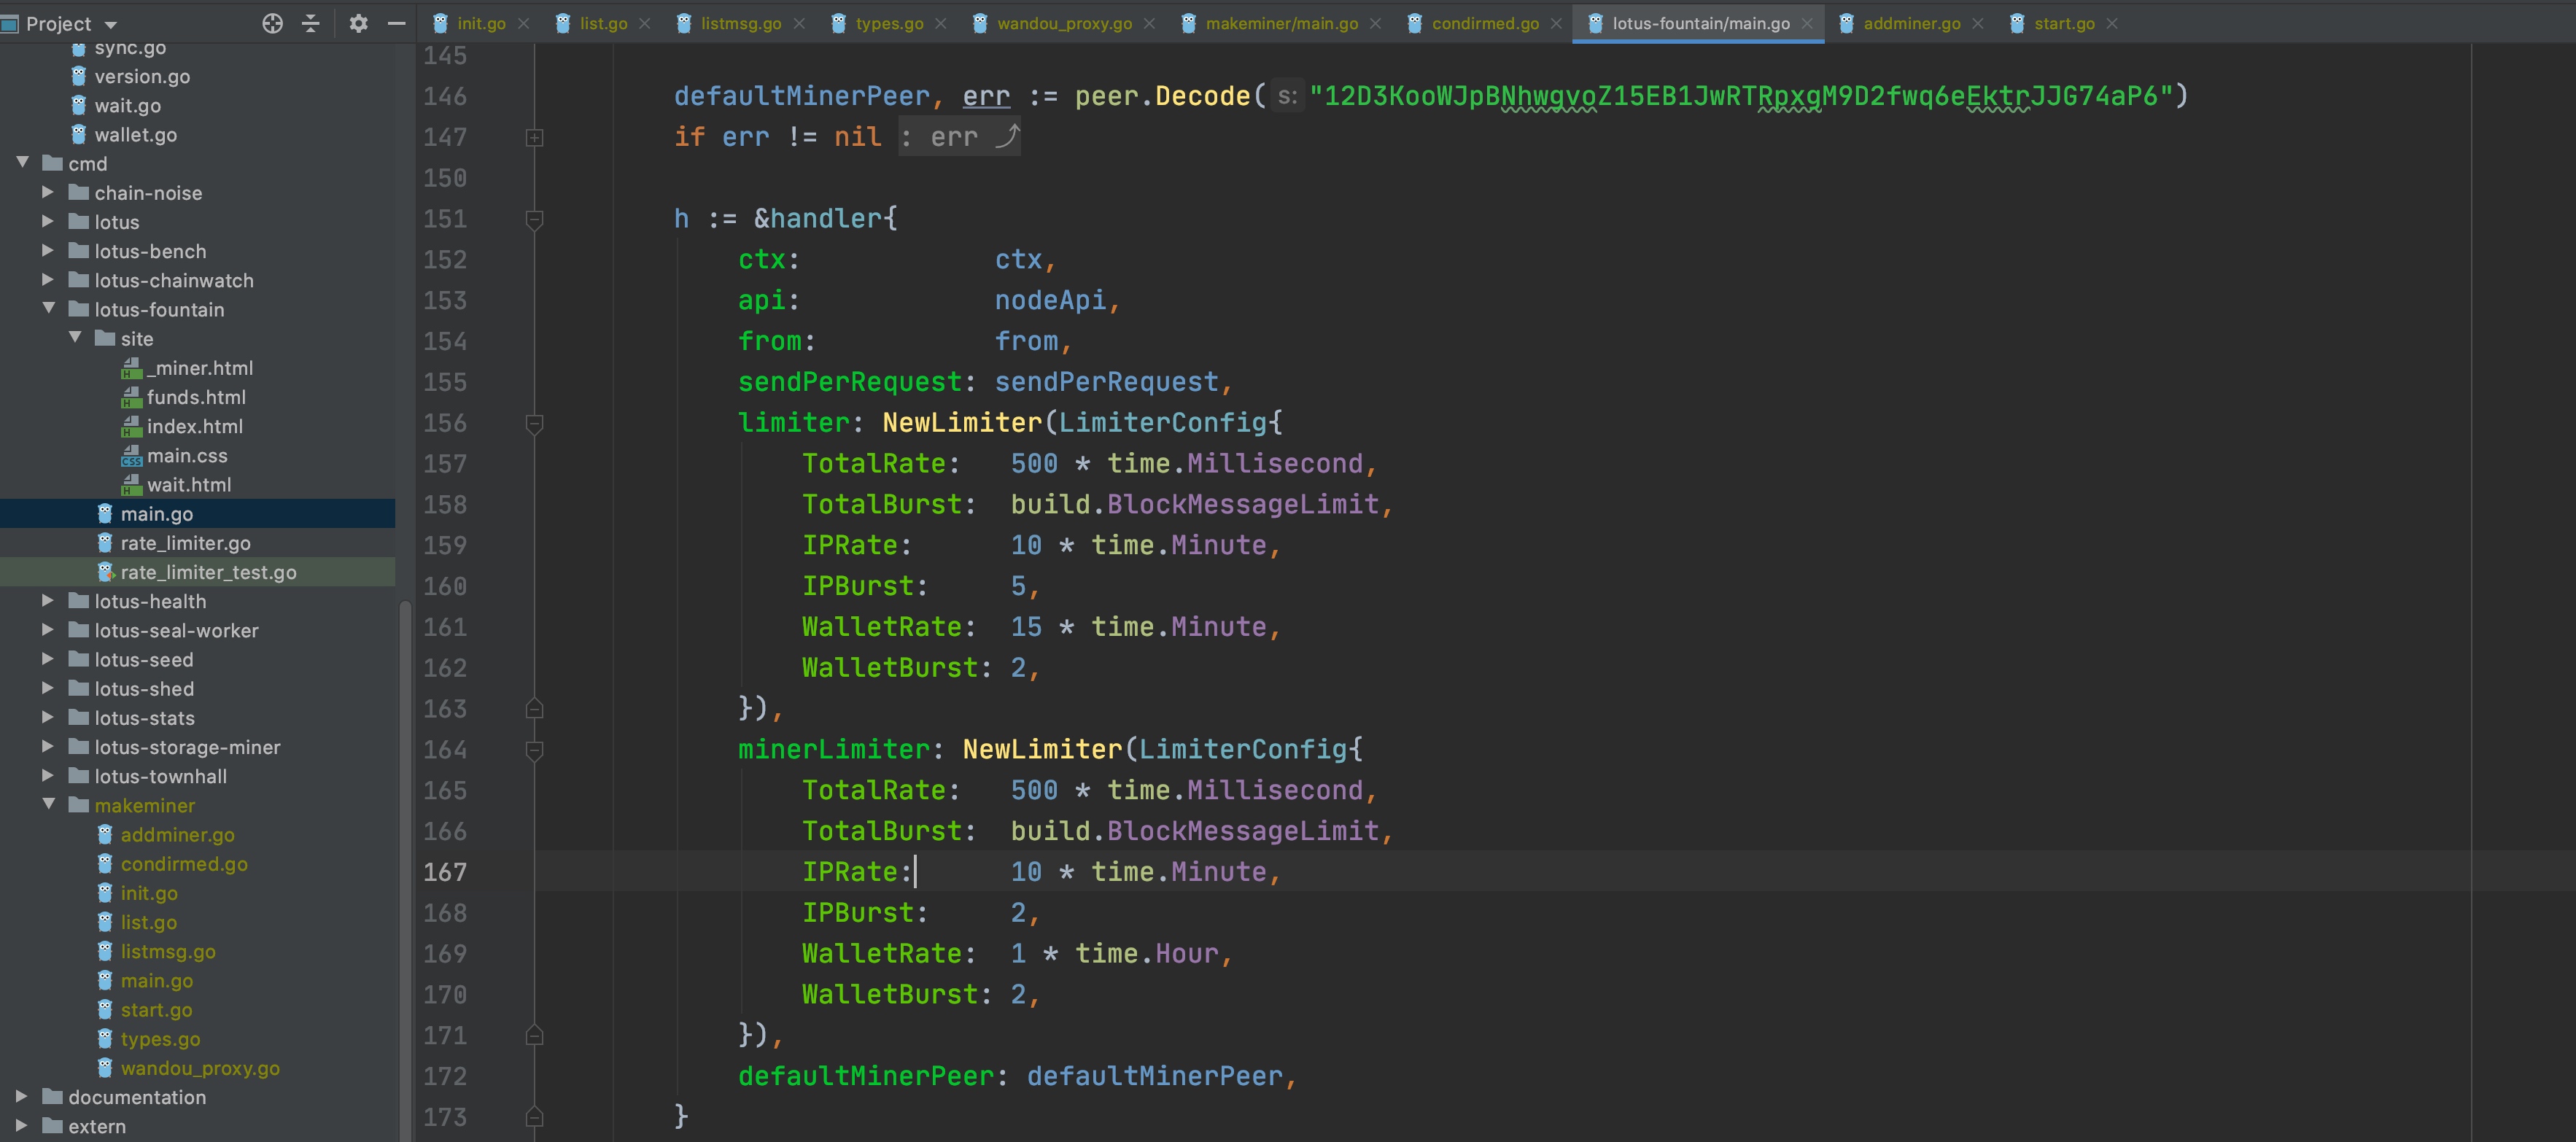 Project
sync.go
version.go
wait.go
wallet.go
cmd
chain-noise
lotus
lotus-bench
lotus-chainwatch
lotus-fountain
site
_miner.html
funds.html
index.html
main.css
wait.html
main.go
rate_limiter.go
rate_limiter_test.go
lotus-health
lotus-seal-worker
lotus-seed
lotus-shed
lotus-stats
lotus-storage-miner
lotus-townhall
makeminer
addminer.go
condirmed.go
init.go
list.go
listmsg.go
main.go
start.go
types.go
wandou_proxy.go
documentation
extern
init.go list.go listmsg.go types.go wandou_proxy.go makeminer/main.go condirmed.go lotus-fountain/main.go addminer.go start.go
145
146 defaultMinerPeer, err := peer.Decode( s: "12D3KooWJpBNhwgvoZ15EB1JwRTRpxgM9D2fwq6eEktrJJG74aP6")
147 if err != nil : err
150
151 h := &handler{
152 ctx: ctx,
153 api: nodeApi,
154 from: from,
155 sendPerRequest: sendPerRequest,
156 limiter: NewLimiter(LimiterConfig{
157 TotalRate: 500 * time.Millisecond,
158 TotalBurst: build.BlockMessageLimit,
159 IPRate: 10 * time.Minute,
160 IPBurst: 5,
161 WalletRate: 15 * time.Minute,
162 WalletBurst: 2,
163 }),
164 minerLimiter: NewLimiter(LimiterConfig{
165 TotalRate: 500 * time.Millisecond,
166 TotalBurst: build.BlockMessageLimit,
167 IPRate: 10 * time.Minute,
168 IPBurst: 2,
169 WalletRate: 1 * time.Hour,
170 WalletBurst: 2,
171 }),
172 defaultMinerPeer: defaultMinerPeer,
173 }